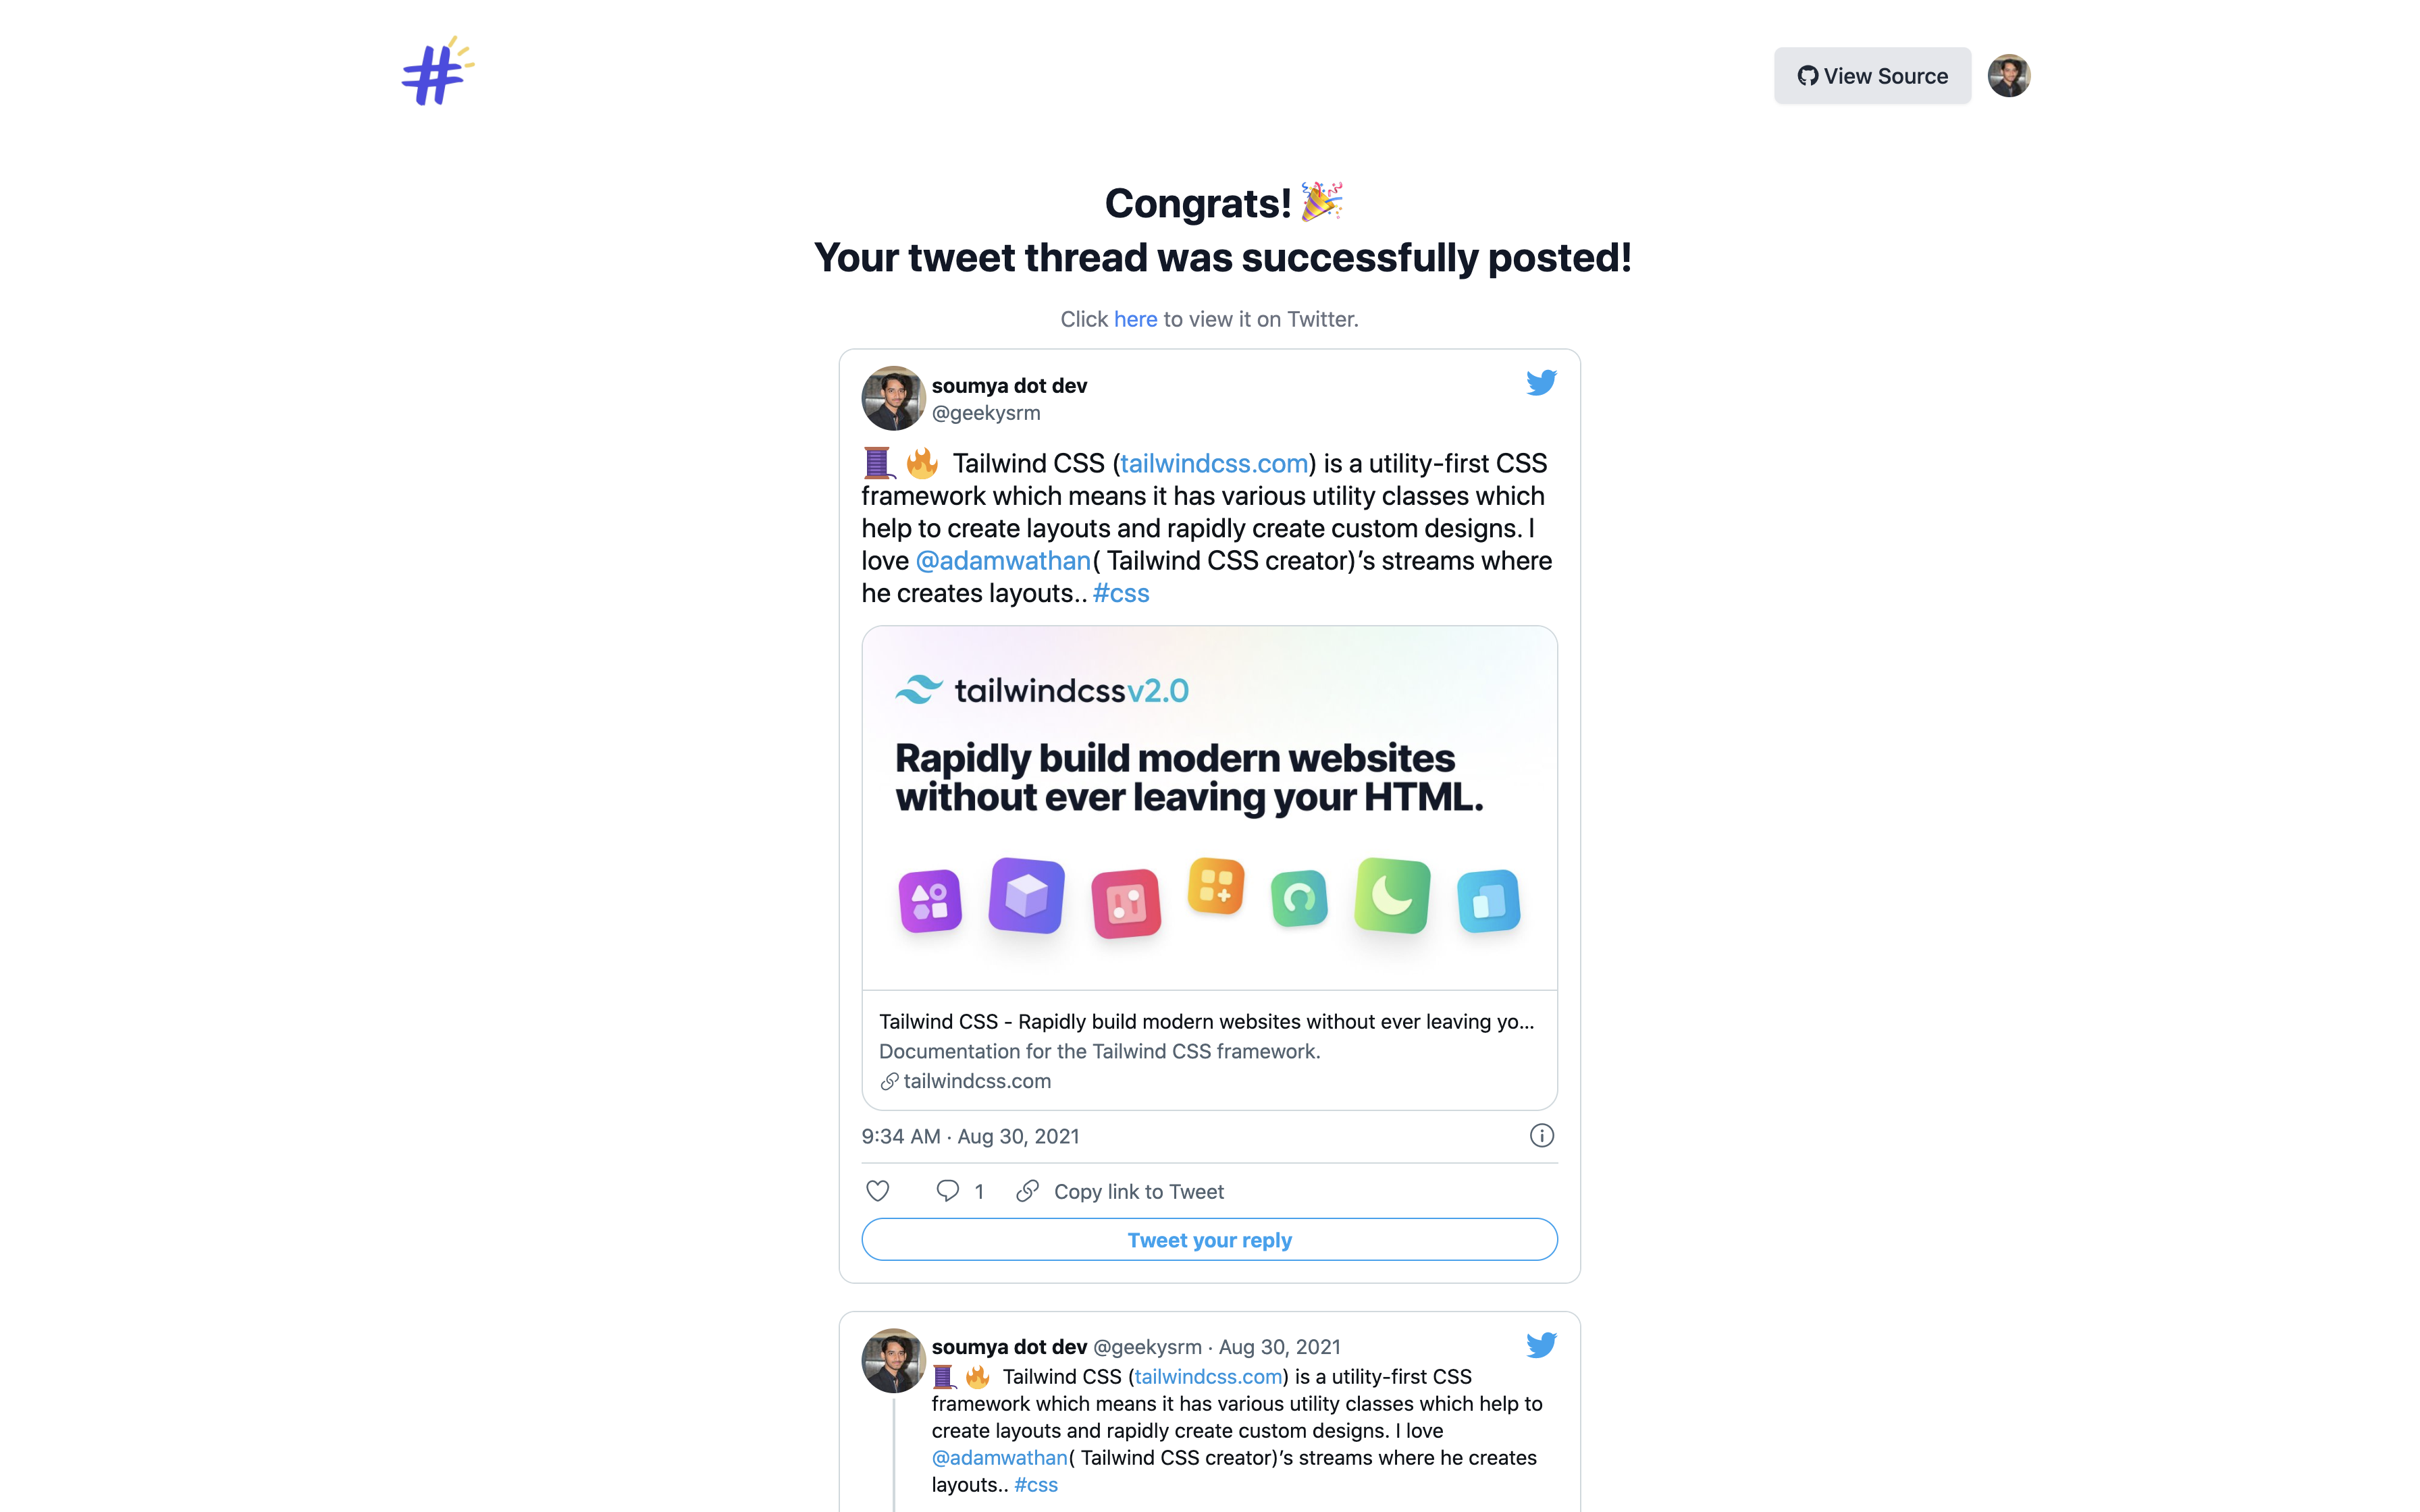 View Source
Congrats! 🎉
Your tweet thread was successfully posted!
Click here to view it on Twitter.
soumya dot dev
@geekysrm
🧵 🔥 Tailwind CSS (tailwindcss.com) is a utility-first CSS
framework which means it has various utility classes which
help to create layouts and rapidly create custom designs. I
love @adamwathan( Tailwind CSS creator)’s streams where
he creates layouts.. #css
tailwindcss v2.0
Rapidly build modern websites
without ever leaving your HTML.
Tailwind CSS - Rapidly build modern websites without ever leaving yo...
Documentation for the Tailwind CSS framework.
tailwindcss.com
9:34 AM · Aug 30, 2021
1 Copy link to Tweet
Tweet your reply
soumya dot dev @geekysrm · Aug 30, 2021
🧵 🔥 Tailwind CSS (tailwindcss.com) is a utility-first CSS
framework which means it has various utility classes which help to
create layouts and rapidly create custom designs. I love
@adamwathan( Tailwind CSS creator)’s streams where he creates
layouts.. #css